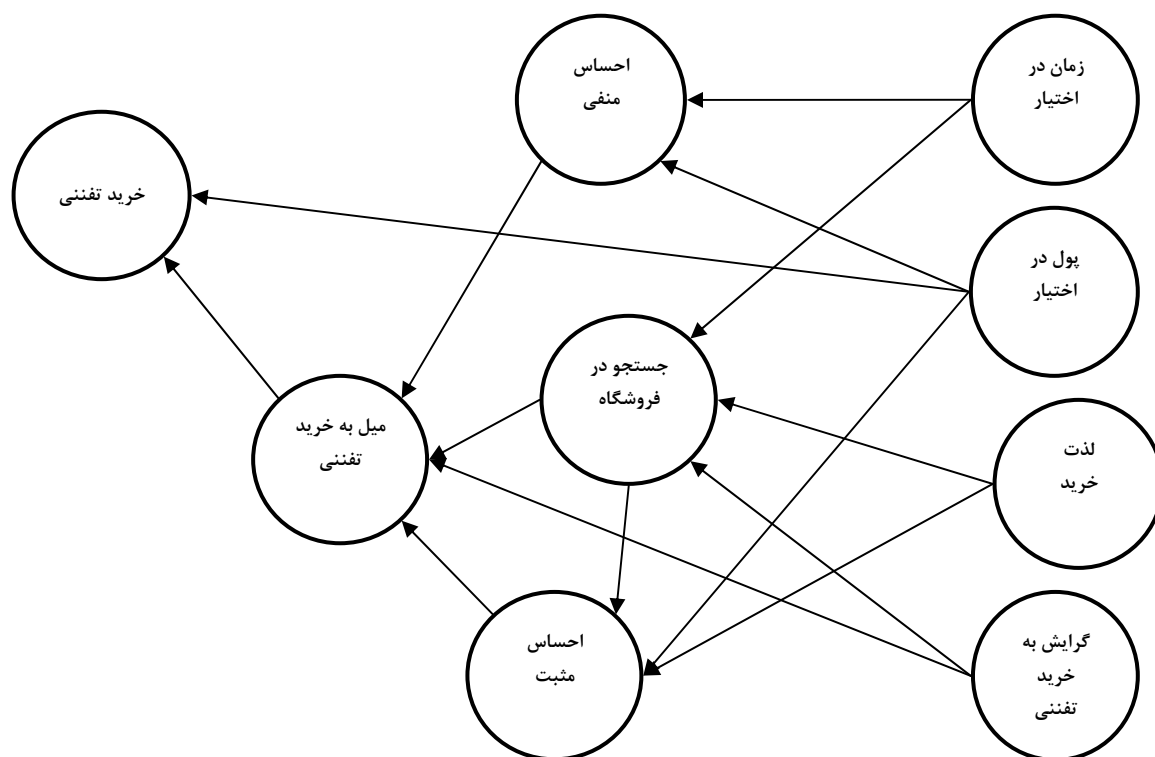 زمان در
اختیار
احساس
منفی
خرید تفننی
پول در
اختیار
جستجو در
فروشگاه
میل به خرید
تفننی
لذت
خرید
احساس
مثبت
گرایش به
خرید
تفننی